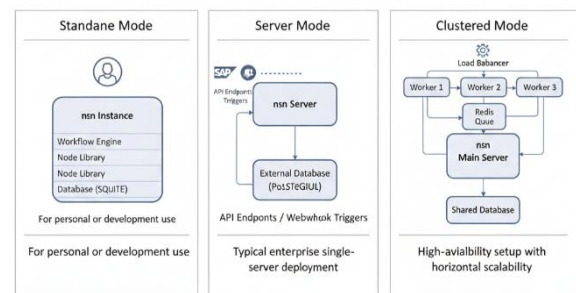 Standane Mode
nsn Instance
Workflow Engine
Node Library
Node Library
Database (SQUITE)
For personal or development use
For personal or development use
Server Mode
SAP
API Endponts
Triggers
nsn Server
External Database
(Po1STeGIUL)
API Endponts / Webwhook Triggers
Typical enterprise single-
server deployment
Clustered Mode
Load Babancer
Worker 1
Worker 2
Worker 3
Redis
Quue
nsn
Main Server
Shared Database
High-avialbility setup with
horizontal scalability